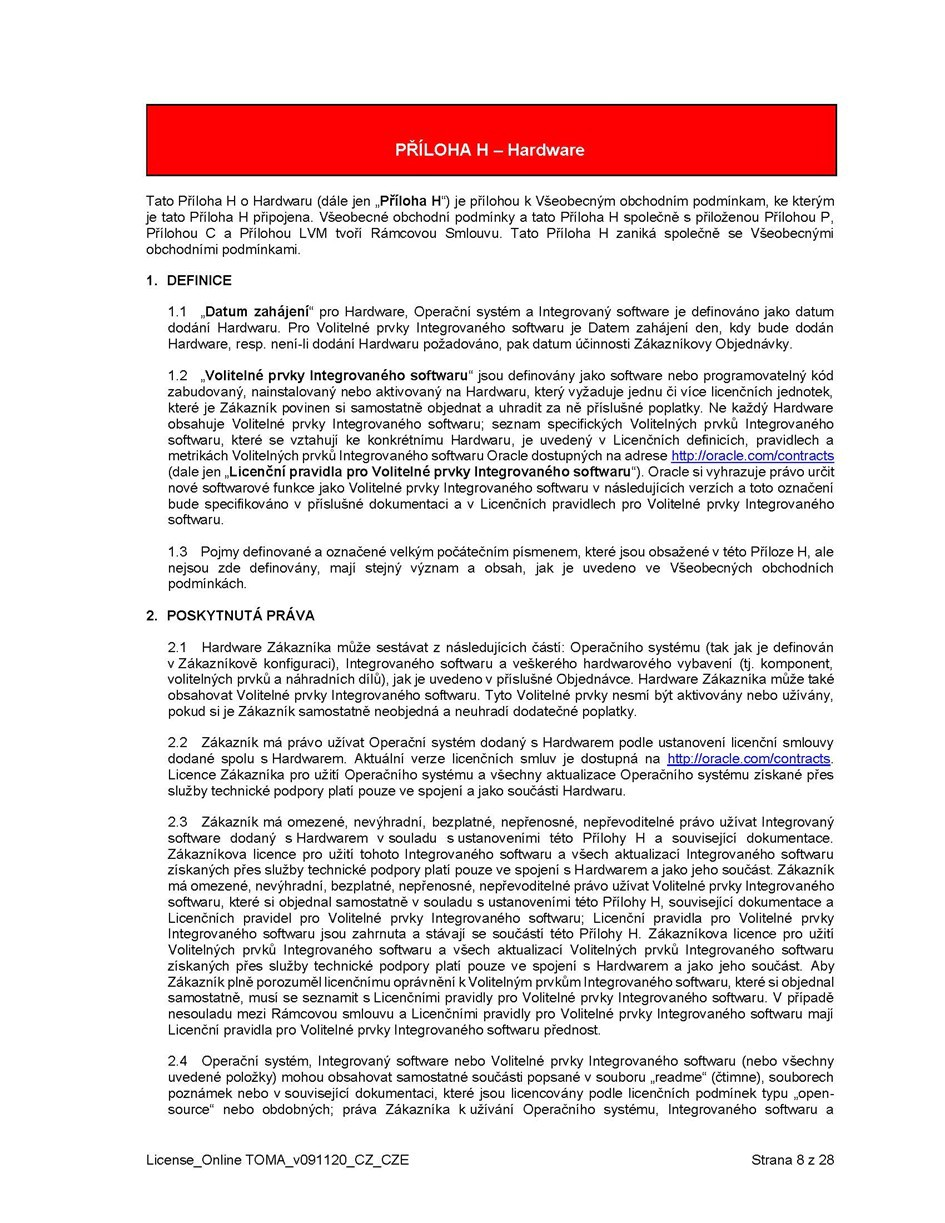 PŘÍLOHA H – Hardware
Tato Příloha H o Hardwaru (dále jen „Příloha H“) je přílohou k Všeobecným obchodním podmínkám, ke kterým
je tato Příloha H připojena. Všeobecné obchodní podmínky a tato Příloha H společně s přiloženou Přílohou P,
Přílohou C a Přílohou LVM tvoří Rámcovou Smlouvu. Tato Příloha H zaniká společně se Všeobecnými
obchodními podmínkami.
1. DEFINICE
1.1 „Datum zahájení“ pro Hardware, Operační systém a Integrovaný software je definováno jako datum
dodání Hardwaru. Pro Volitelné prvky Integrovaného softwaru je Datem zahájení den, kdy bude dodán
Hardware, resp. není-li dodání Hardwaru požadováno, pak datum účinnosti Zákazníkovy Objednávky.
1.2 „Volitelné prvky Integrovaného softwaru“ jsou definovány jako software nebo programovatelný kód
zabudovaný, nainstalovaný nebo aktivovaný na Hardwaru, který vyžaduje jednu či více licenčních jednotek,
které je Zákazník povinen si samostatně objednat a uhradit za ně příslušné poplatky. Ne každý Hardware
obsahuje Volitelné prvky Integrovaného softwaru; seznam specifických Volitelných prvků Integrovaného
softwaru, které se vztahují ke konkrétnímu Hardwaru, je uvedený v Licenčních definicích, pravidlech a
metrikách Volitelných prvků Integrovaného softwaru Oracle dostupných na adrese http://oracle.com/contracts
(dale jen „Licenční pravidla pro Volitelné prvky Integrovaného softwaru“). Oracle si vyhrazuje právo určit
nové softwarové funkce jako Volitelné prvky Integrovaného softwaru v následujících verzích a toto označení
bude specifikováno v příslušné dokumentaci a v Licenčních pravidlech pro Volitelné prvky Integrovaného
softwaru.
1.3 Pojmy definované a označené velkým počátečním písmenem, které jsou obsažené v této Příloze H, ale
nejsou zde definovány, mají stejný význam a obsah, jak je uvedeno ve Všeobecných obchodních
podmínkách.
2. POSKYTNUTÁ PRÁVA
2.1 Hardware Zákazníka může sestávat z následujících částí: Operačního systému (tak jak je definován
v Zákazníkově konfiguraci), Integrovaného softwaru a veškerého hardwarového vybavení (tj. komponent,
volitelných prvků a náhradních dílů), jak je uvedeno v příslušné Objednávce. Hardware Zákazníka může také
obsahovat Volitelné prvky Integrovaného softwaru. Tyto Volitelné prvky nesmí být aktivovány nebo užívány,
pokud si je Zákazník samostatně neobjedná a neuhradí dodatečné poplatky.
2.2 Zákazník má právo užívat Operační systém dodaný s Hardwarem podle ustanovení licenční smlouvy
dodané spolu s Hardwarem. Aktuální verze licenčních smluv je dostupná na http://oracle.com/contracts.
Licence Zákazníka pro užití Operačního systému a všechny aktualizace Operačního systému získané přes
služby technické podpory platí pouze ve spojení a jako součásti Hardwaru.
2.3 Zákazník má omezené, nevýhradní, bezplatné, nepřenosné, nepřevoditelné právo užívat Integrovaný
software dodaný s Hardwarem v souladu s ustanoveními této Přílohy H a související dokumentace.
Zákazníkova licence pro užití tohoto Integrovaného softwaru a všech aktualizací Integrovaného softwaru
získaných přes služby technické podpory platí pouze ve spojení s Hardwarem a jako jeho součást. Zákazník
má omezené, nevýhradní, bezplatné, nepřenosné, nepřevoditelné právo užívat Volitelné prvky Integrovaného
softwaru, které si objednal samostatně v souladu s ustanoveními této Přílohy H, související dokumentace a
Licenčních pravidel pro Volitelné prvky Integrovaného softwaru; Licenční pravidla pro Volitelné prvky
Integrovaného softwaru jsou zahrnuta a stávají se součástí této Přílohy H. Zákazníkova licence pro užití
Volitelných prvků Integrovaného softwaru a všech aktualizací Volitelných prvků Integrovaného softwaru
získaných přes služby technické podpory platí pouze ve spojení s Hardwarem a jako jeho součást. Aby
Zákazník plně porozuměl licenčnímu oprávnění k Volitelným prvkům Integrovaného softwaru, které si objednal
samostatně, musí se seznamit s Licenčními pravidly pro Volitelné prvky Integrovaného softwaru. V případě
nesouladu mezi Rámcovou smlouvu a Licenčními pravidly pro Volitelné prvky Integrovaného softwaru mají
Licenční pravidla pro Volitelné prvky Integrovaného softwaru přednost.
2.4 Operační systém, Integrovaný software nebo Volitelné prvky Integrovaného softwaru (nebo všechny
uvedené položky) mohou obsahovat samostatné součásti popsané v souboru „readme“ (čtimne), souborech
poznámek nebo v související dokumentaci, které jsou licencovány podle licenčních podmínek typu „open-
source“ nebo obdobných; práva Zákazníka k užívání Operačního systému, Integrovaného softwaru a
License_Online TOMA_v091120_CZ_CZE Strana 8 z 28